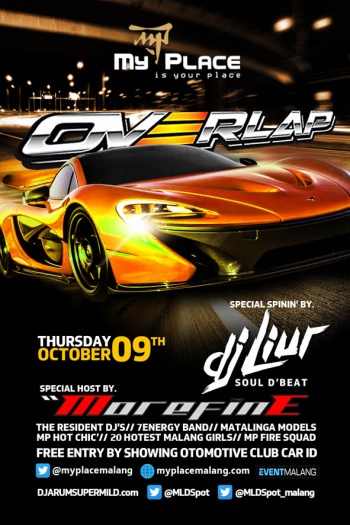 MP
My PLACE
is your place
OVERLAP
SPECIAL SPININ' BY.
dj Liur
SOUL D'BEAT
THURSDAY
OCTOBER 09TH
SPECIAL HOST BY.
"MorefinE
THE RESIDENT DJ'S// 7ENERGY BAND// MATALINGA MODELS
MP HOT CHIC'// 20 HOTEST MALANG GIRLS// MP FIRE SQUAD
FREE ENTRY BY SHOWING OTOMOTIVE CLUB CAR ID
@myplacemalang myplacemalang.com EVENTMALANG
DJARUMSUPERMILD.COM @MLDSpot @MLDSpot_malang